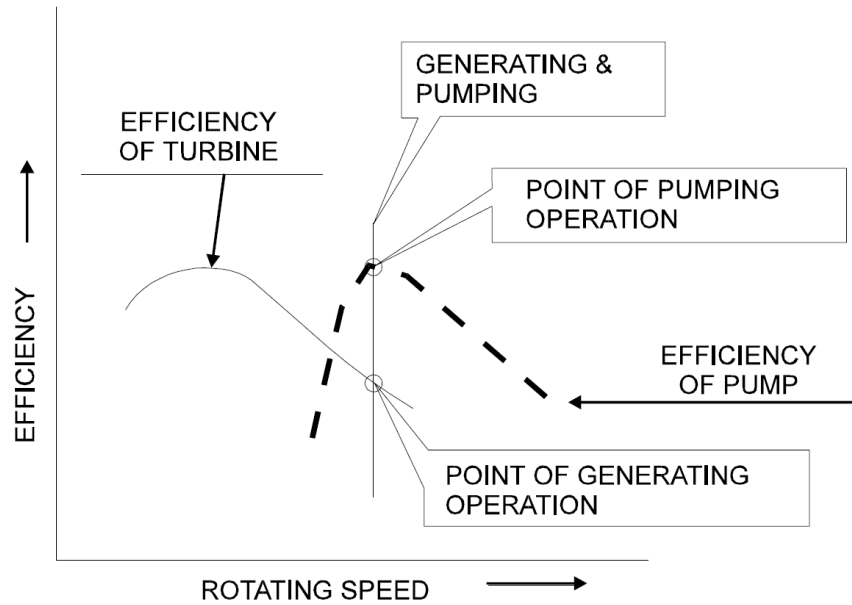 GENERATING &
PUMPING
EFFICIENCY
OF TURBINE
POINT OF PUMPING
OPERATION
EFFICIENCY
EFFICIENCY
OF PUMP
POINT OF GENERATING
OPERATION
ROTATING SPEED